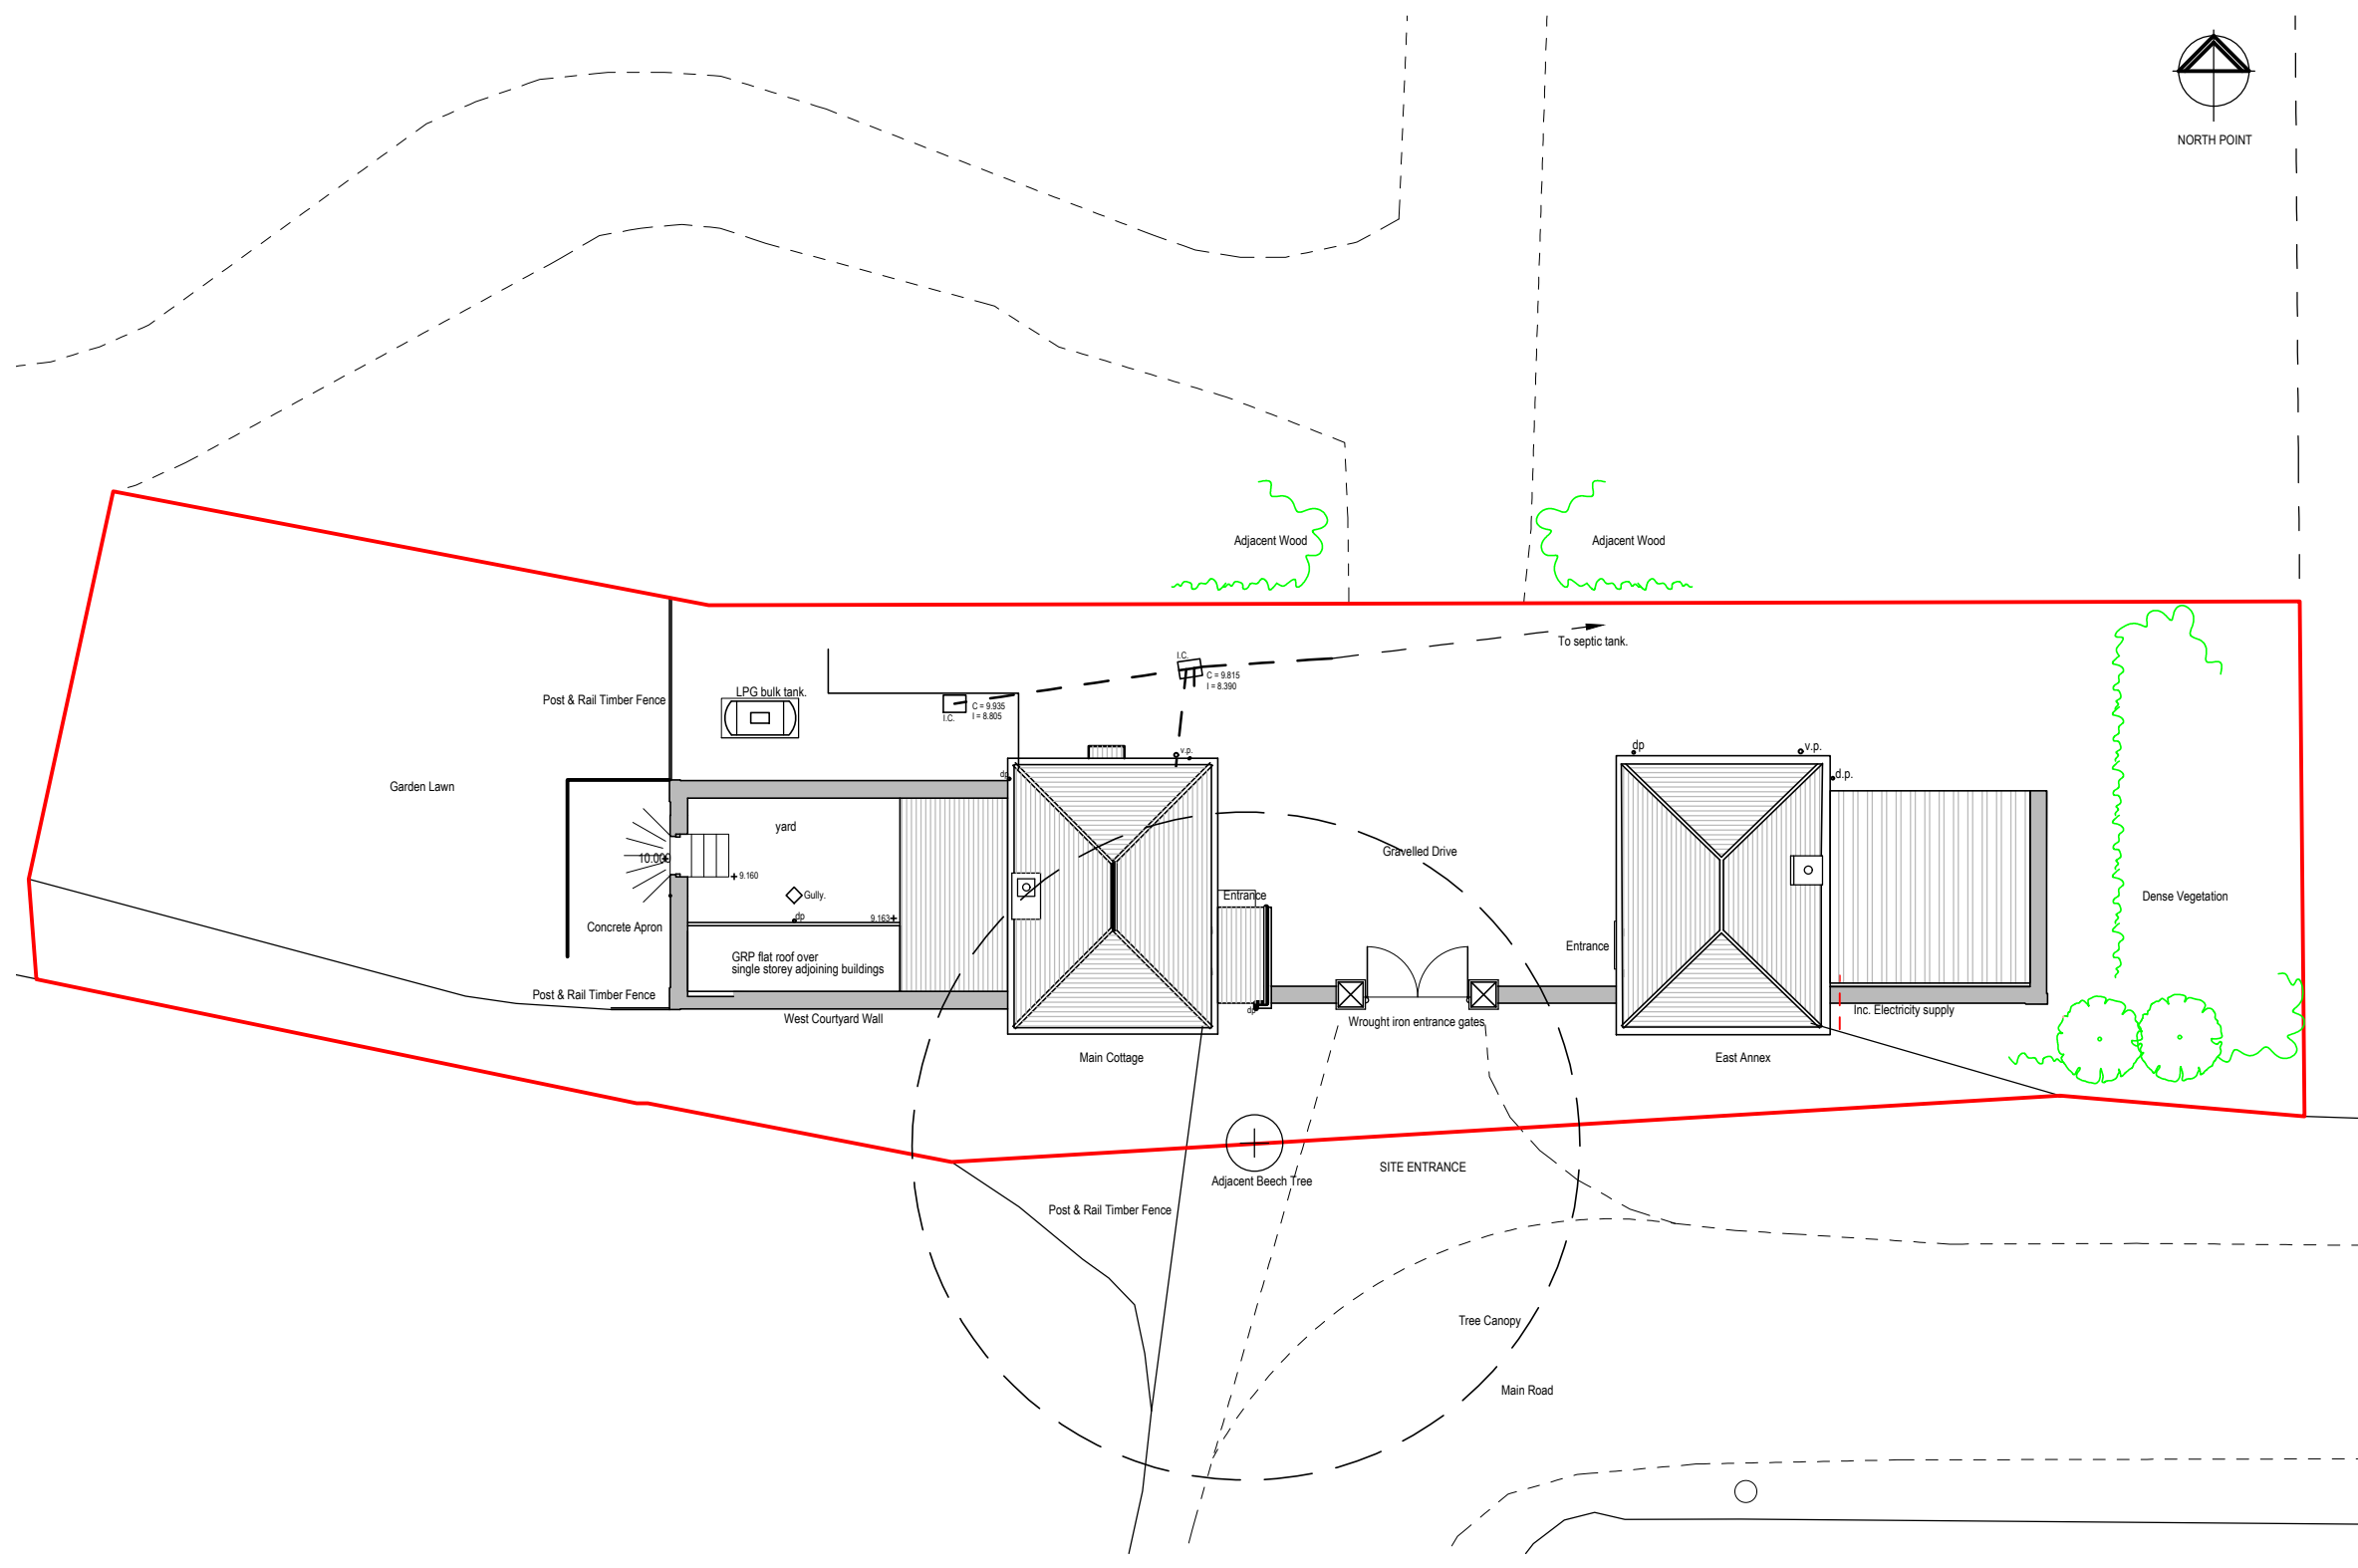 NORTH POINT
Adjacent Wood
Adjacent Wood
To septic tank.
I.C.
C = 9.815
I = 8.390
Post & Rail Timber Fence
LPG bulk tank.
I.C.
C = 9.935
I = 8.805
v.p.
dp
v.p.
dp
d.p.
Garden Lawn
yard
10.000
9.160
Gully.
dp
9.163
Gravelled Drive
Entrance
Dense Vegetation
Concrete Apron
Entrance
GRP flat roof over
single storey adjoining buildings
Post & Rail Timber Fence
West Courtyard Wall
dp
Wrought iron entrance gates
Inc. Electricity supply
Main Cottage
East Annex
SITE ENTRANCE
Adjacent Beech Tree
Post & Rail Timber Fence
Tree Canopy
Main Road